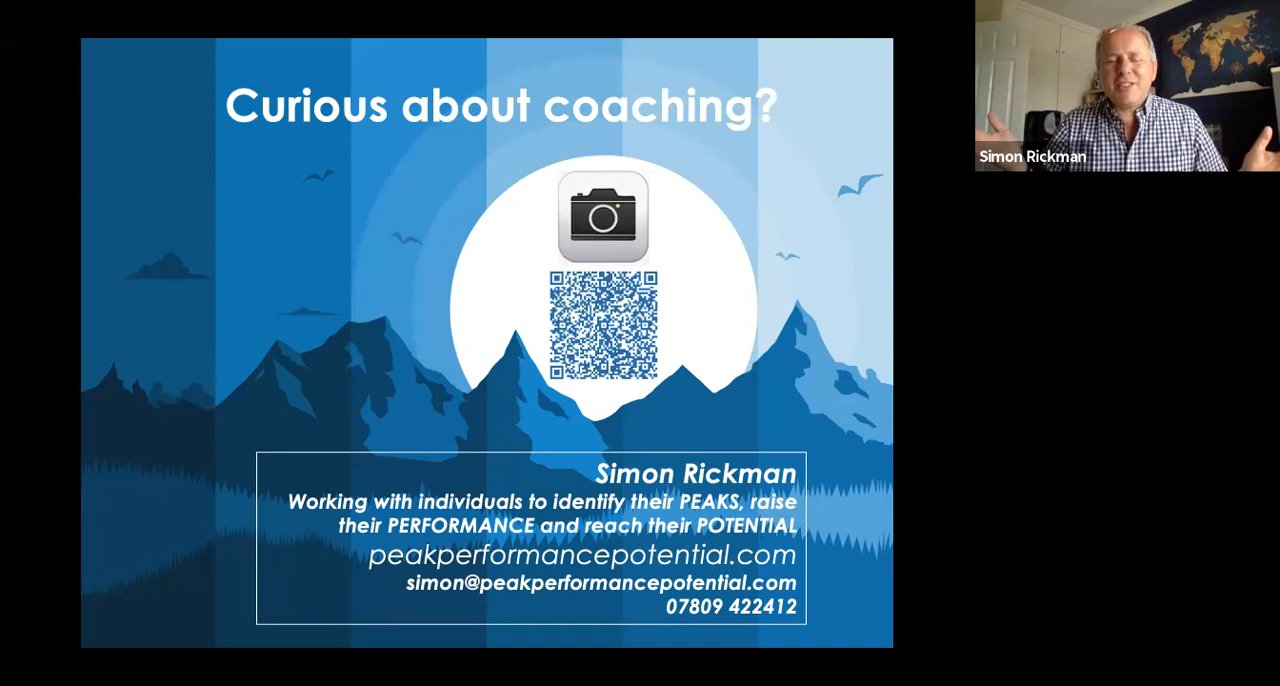 Curious about coaching?
Simon Rickman
Simon Rickman
Working with individuals to identify their PEAKS, raise
their PERFORMANCE and reach their POTENTIAL
peakperformancepotential.com
simon@peakperformancepotential.com
07809 422412